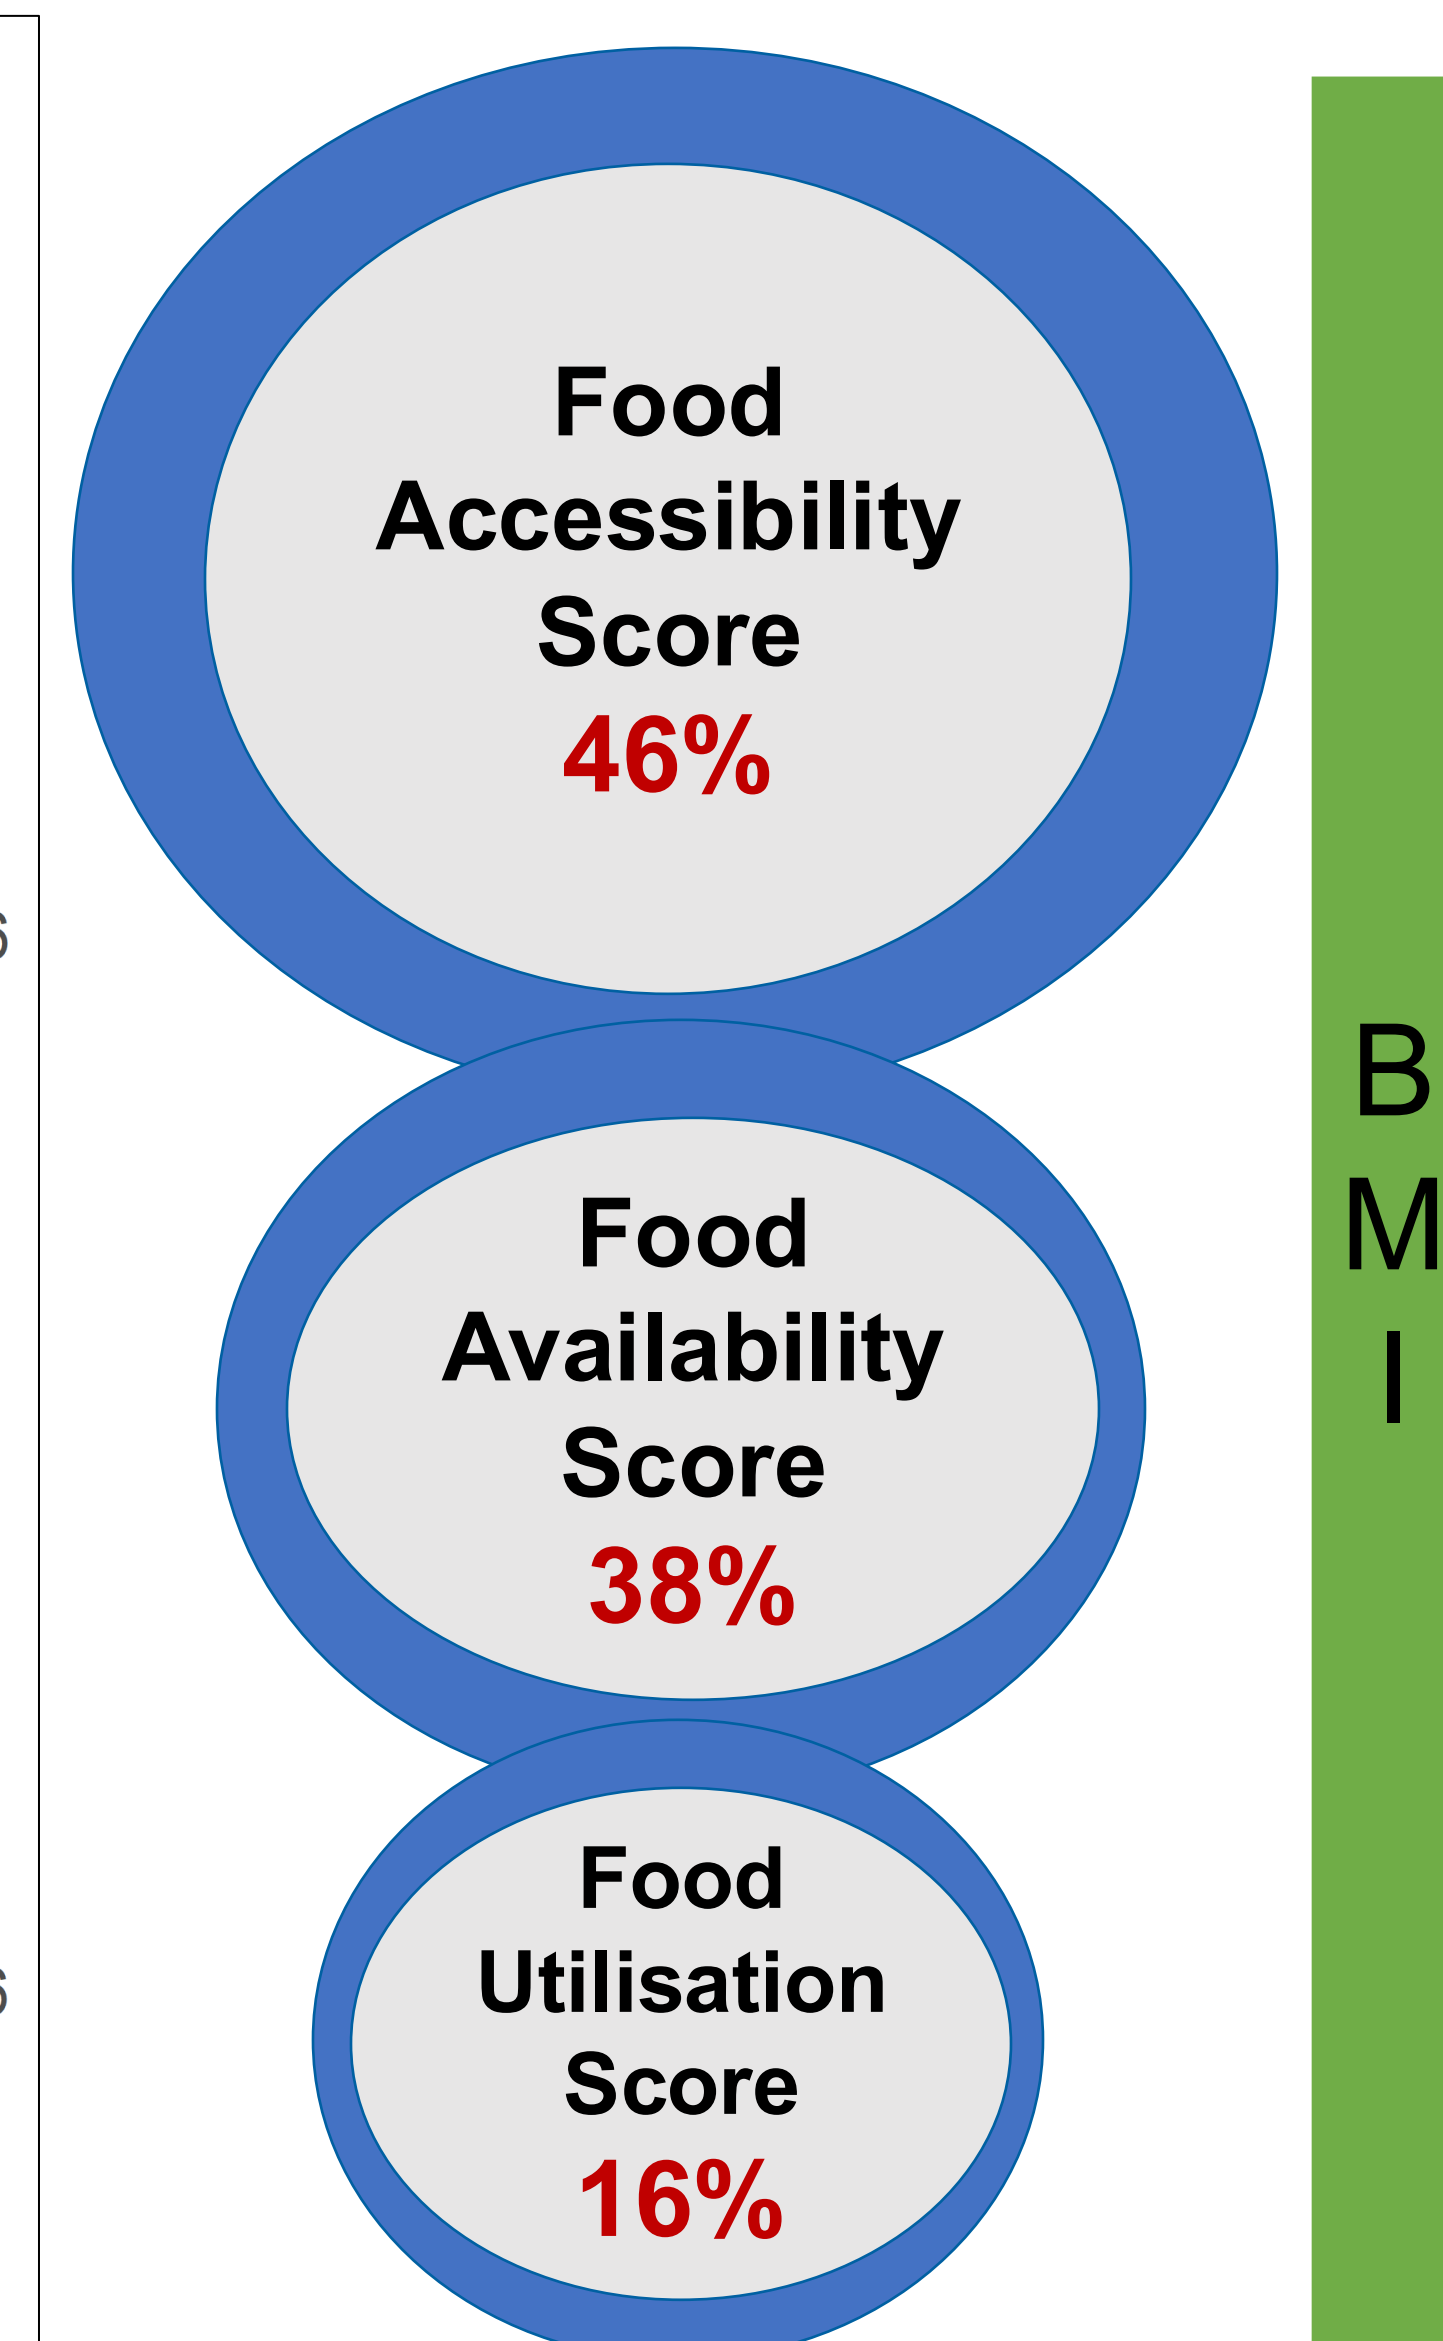 Food
Accessibility
Score
46%
Food
Availability
Score
38%
Food
Utilisation
Score
16%
B
M
I